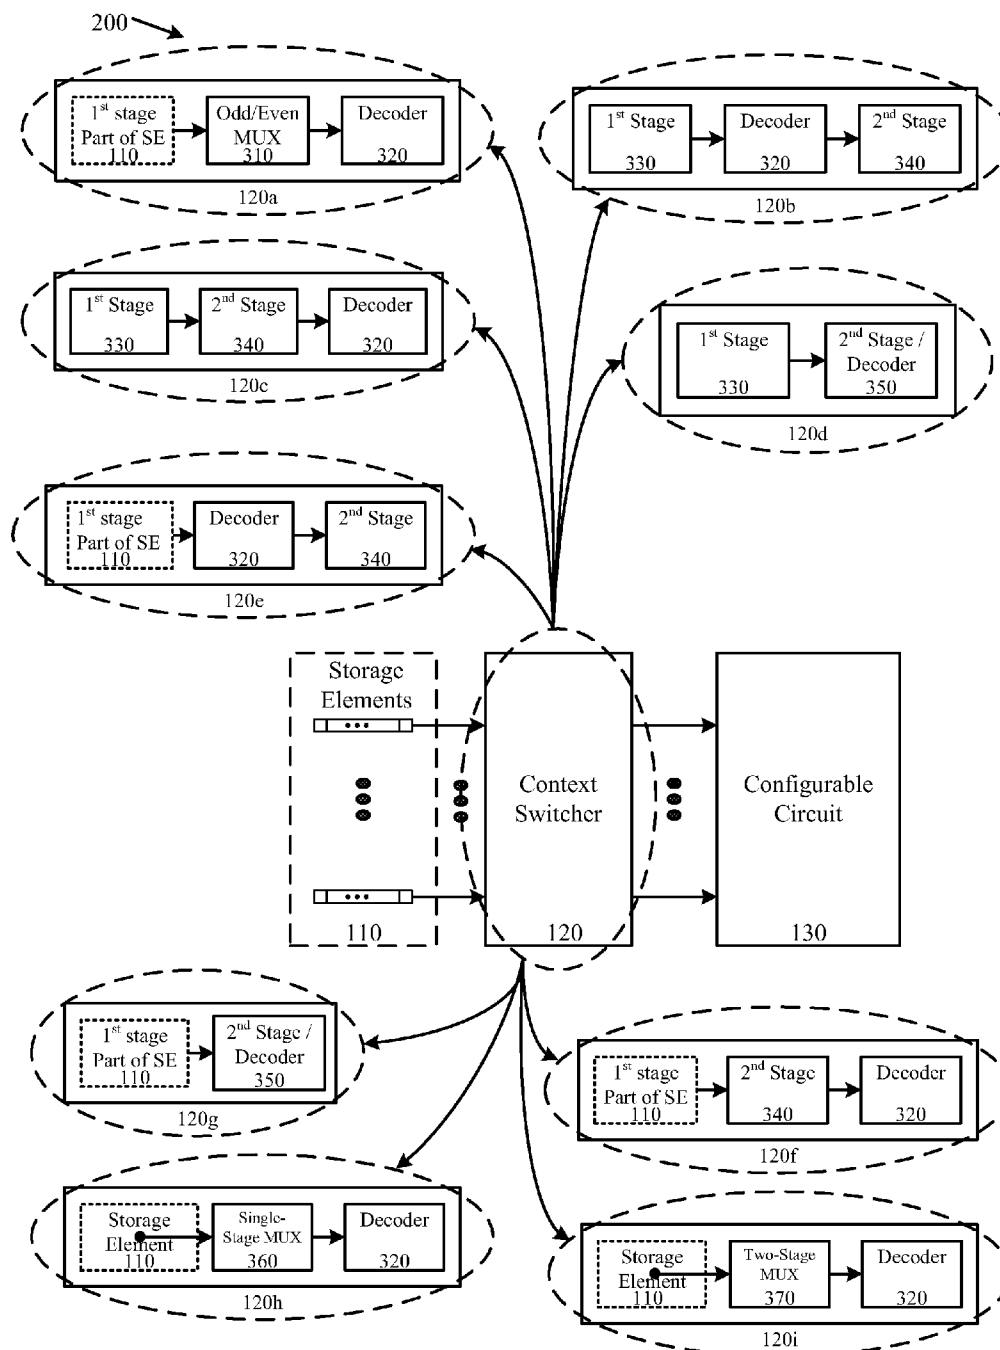 200
1st stage
Part of SE
110
Odd/Even
MUX
310
Decoder
320
120a
1st Stage
330
Decoder
320
2nd Stage
340
120b
1st Stage
330
2nd Stage
340
Decoder
320
120c
1st Stage
330
2nd Stage /
Decoder
350
120d
1st stage
Part of SE
110
Decoder
320
2nd Stage
340
120e
Storage
Elements
110
Context
Switcher
120
Configurable
Circuit
130
1st stage
Part of SE
110
2nd Stage /
Decoder
350
120g
1st stage
Part of SE
110
2nd Stage
340
Decoder
320
120f
Storage
Element
110
Single-
Stage MUX
360
Decoder
320
120h
Storage
Element
110
Two-Stage
MUX
370
Decoder
320
120i